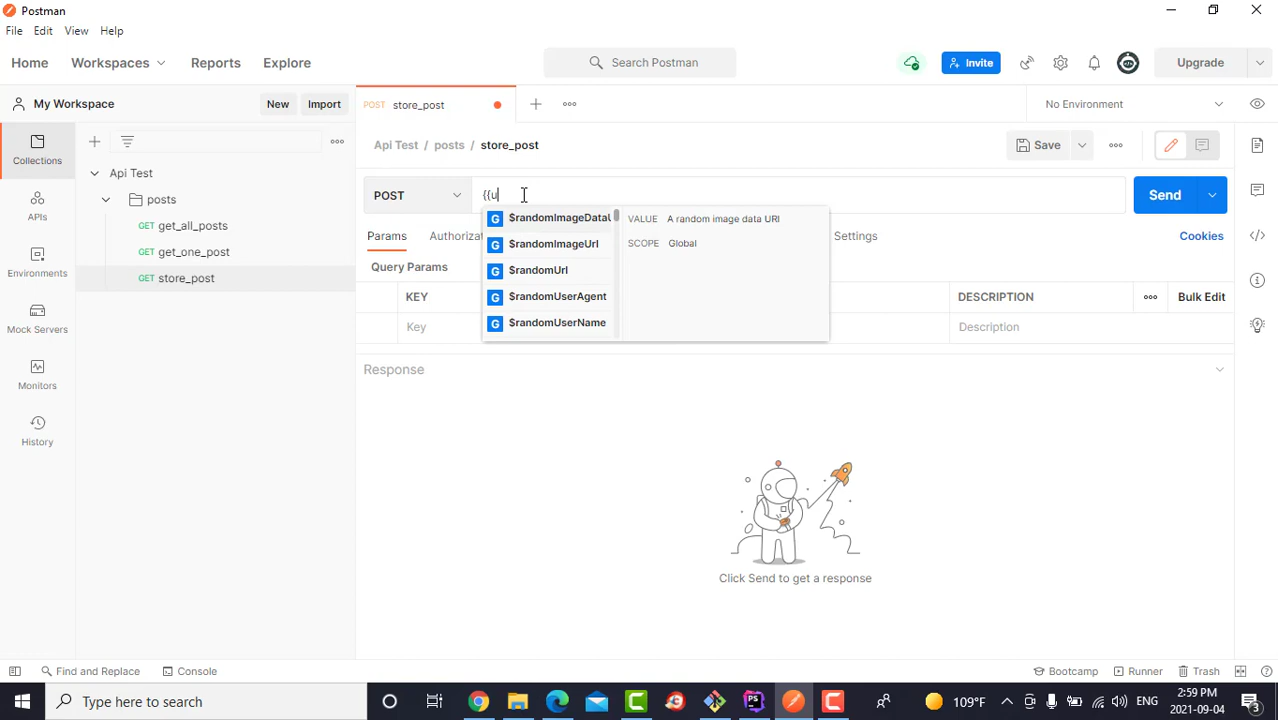 Postman
File Edit View Help
Home Workspaces Reports Explore Search Postman Invite Upgrade
My Workspace New Import POST store_post No Environment
Collections
APIs
Environments
Mock Servers
Monitors
History
Api Test
posts
GET get_all_posts
GET get_one_post
GET store_post
Api Test / posts / store_post Save
POST {{u Send
$randomImageDataU
$randomImageUrl
$randomUrl
$randomUserAgent
$randomUserName
VALUE A random image data URI
SCOPE Global
Params Authorizat Settings Cookies
Query Params
KEY DESCRIPTION Bulk Edit
Key Description
Response
Click Send to get a response
Find and Replace Console Bootcamp Runner Trash
Type here to search 109°F ENG 2:59 PM
2021-09-04 3